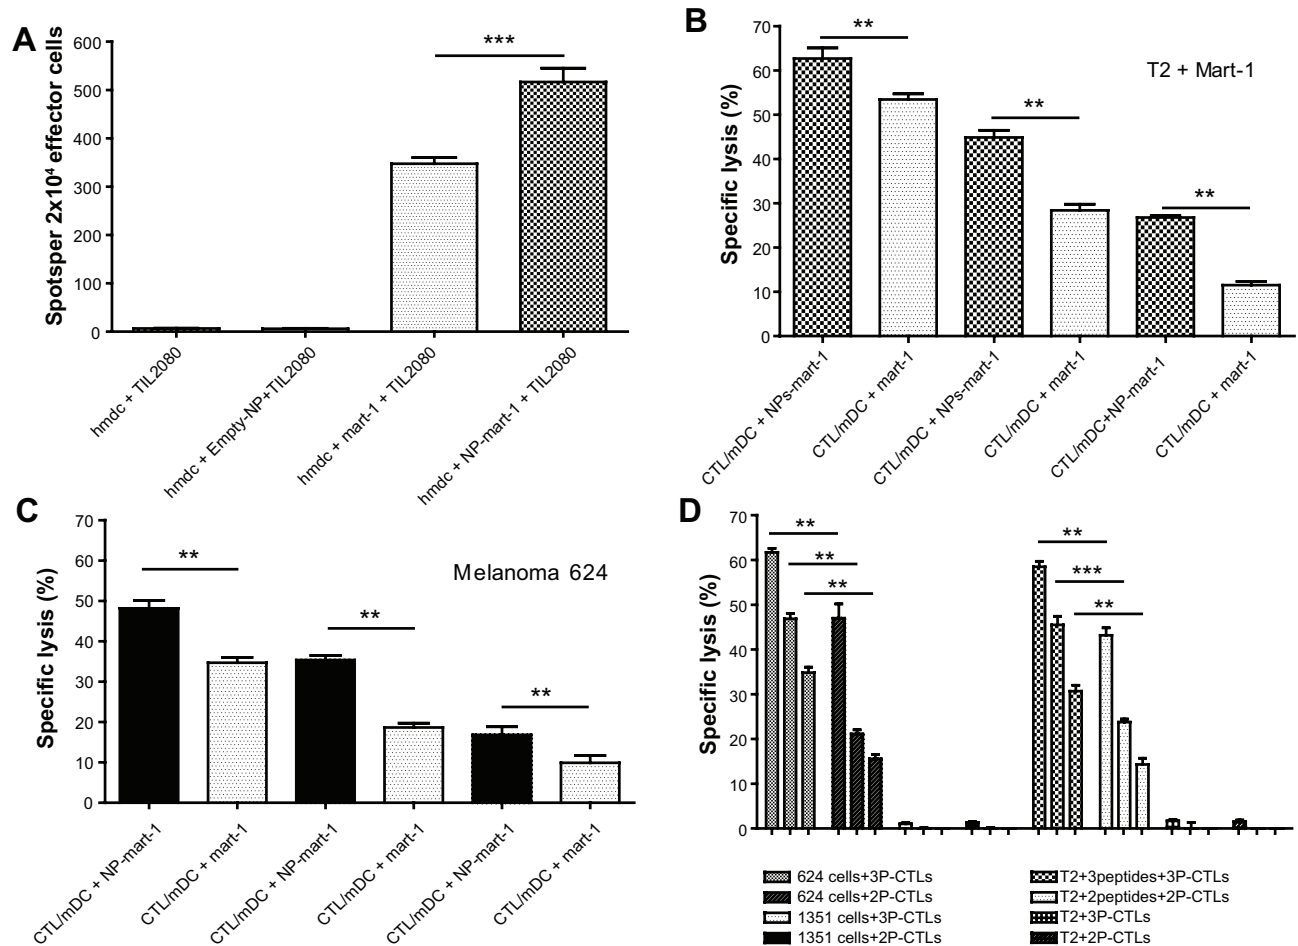 A
Spotsper 2x10⁴ effector cells
600
500
400
300
200
100
0
***
hmdc + TIL2080
hmdc + Empty-NP+TIL2080
hmdc + mart-1 + TIL2080
hmdc + NP-mart-1 + TIL2080
B
Specific lysis (%)
70
60
50
40
30
20
10
0
**
**
**
T2 + Mart-1
CTL/mDC + NPs-mart-1
CTL/mDC + mart-1
CTL/mDC + NPs-mart-1
CTL/mDC + mart-1
CTL/mDC+NP-mart-1
CTL/mDC + mart-1
C
Specific lysis (%)
70
60
50
40
30
20
10
0
**
**
**
Melanoma 624
CTL/mDC + NP-mart-1
CTL/mDC + mart-1
CTL/mDC + NP-mart-1
CTL/mDC + mart-1
CTL/mDC + NP-mart-1
CTL/mDC + mart-1
D
Specific lysis (%)
70
60
50
40
30
20
10
0
**
**
**
**
***
**
624 cells+3P-CTLs
624 cells+2P-CTLs
1351 cells+3P-CTLs
1351 cells+2P-CTLs
T2+3peptides+3P-CTLs
T2+2peptides+2P-CTLs
T2+3P-CTLs
T2+2P-CTLs